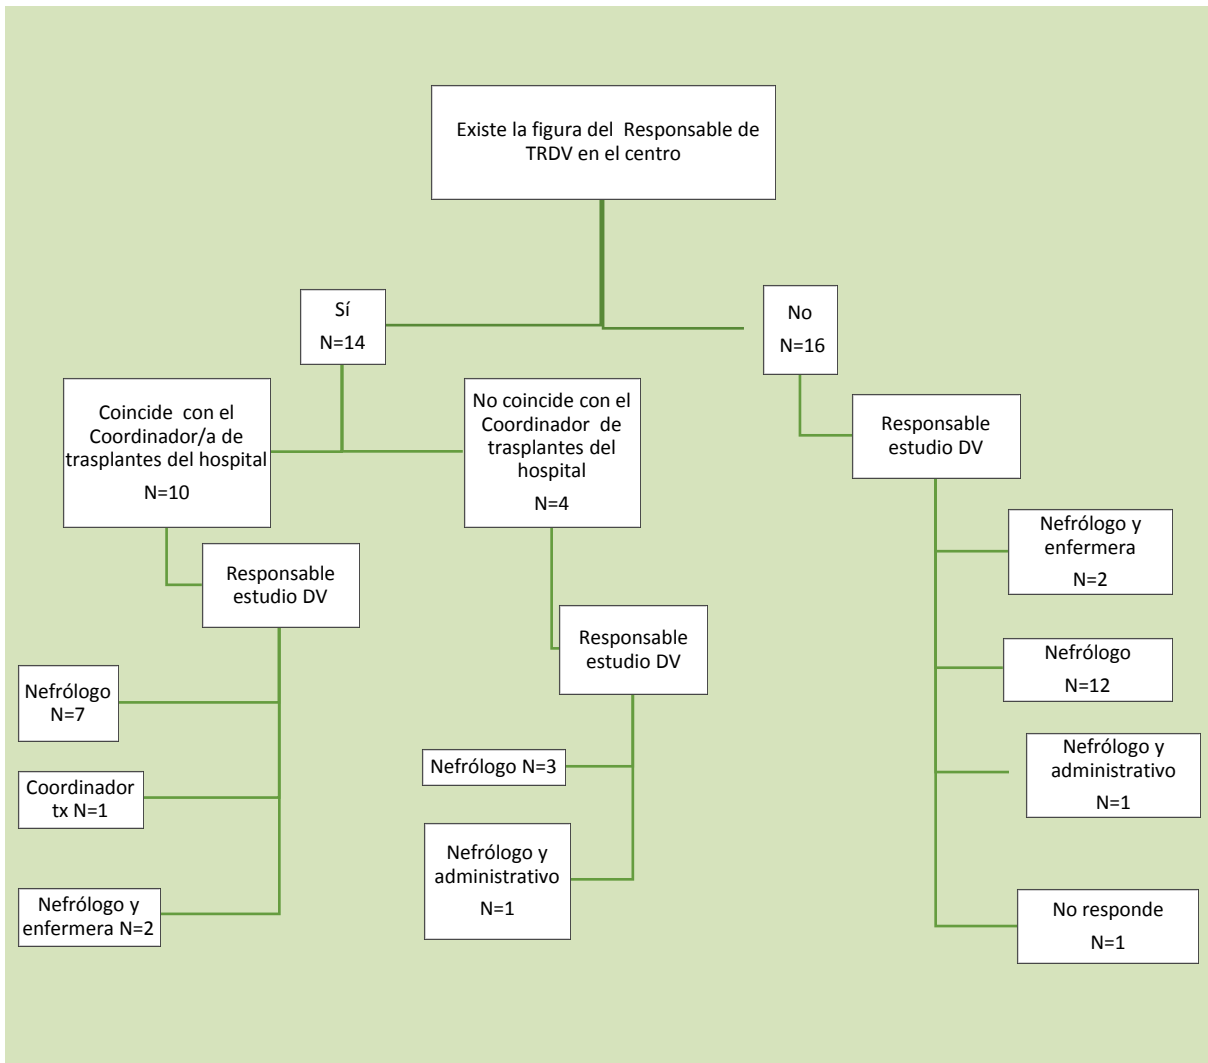 Existe la figura del Responsable de
TRDV en el centro
Sí
N=14
No
N=16
Coincide con el
Coordinador/a de
trasplantes del hospital
N=10
No coincide con el
Coordinador de
trasplantes del
hospital
N=4
Responsable
estudio DV
Responsable
estudio DV
Responsable
estudio DV
Nefrólogo
N=7
Coordinador
tx N=1
Nefrólogo y
enfermera N=2
Nefrólogo N=3
Nefrólogo y
administrativo
N=1
Nefrólogo y
enfermera
N=2
Nefrólogo
N=12
Nefrólogo y
administrativo
N=1
No responde
N=1